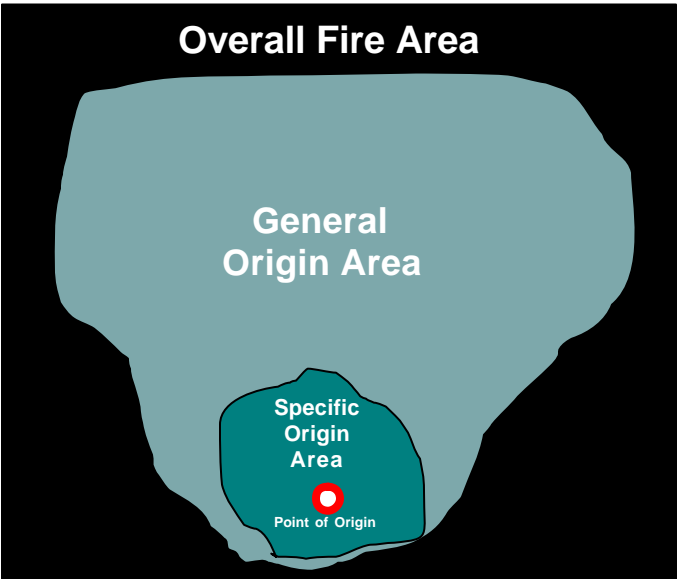 Overall Fire Area
General
Origin Area
Specific
Origin
Area
Point of Origin